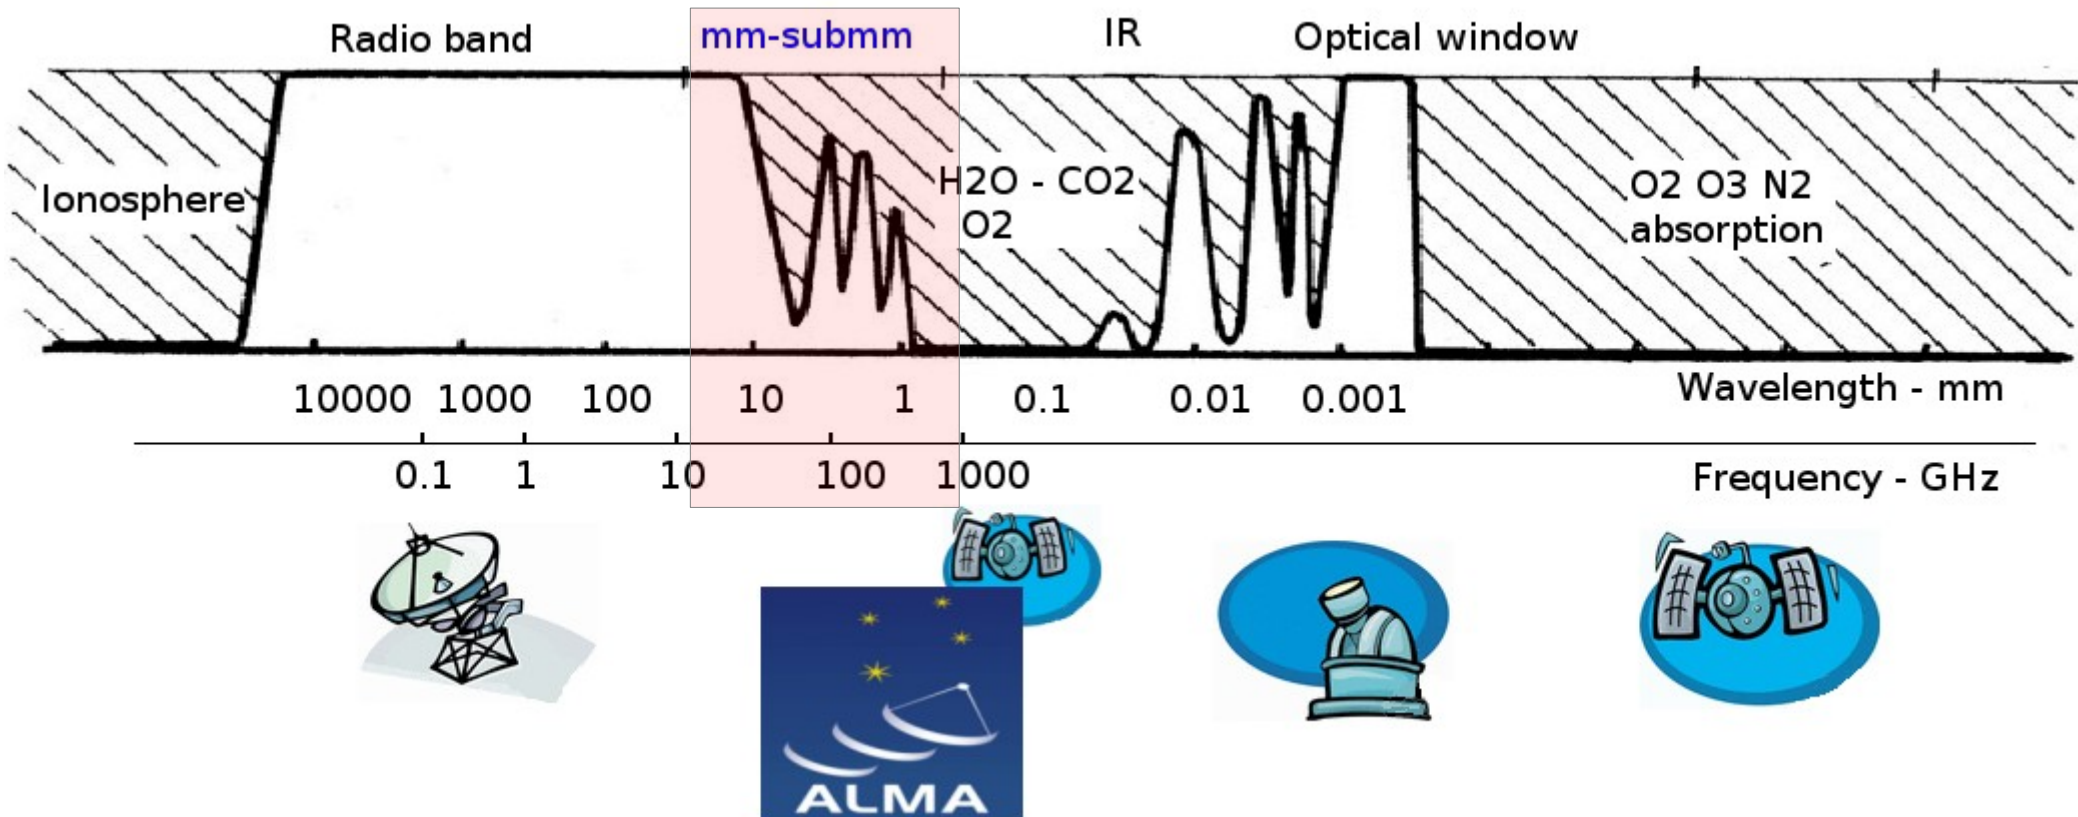 Radio band mm-submm IR Optical window
Ionosphere
H2O - CO2
O2
O2 O3 N2
absorption
10000 1000 100 10 1 0.1 0.01 0.001 Wavelength - mm
0.1 1 10 100 1000 Frequency - GHz
ALMA